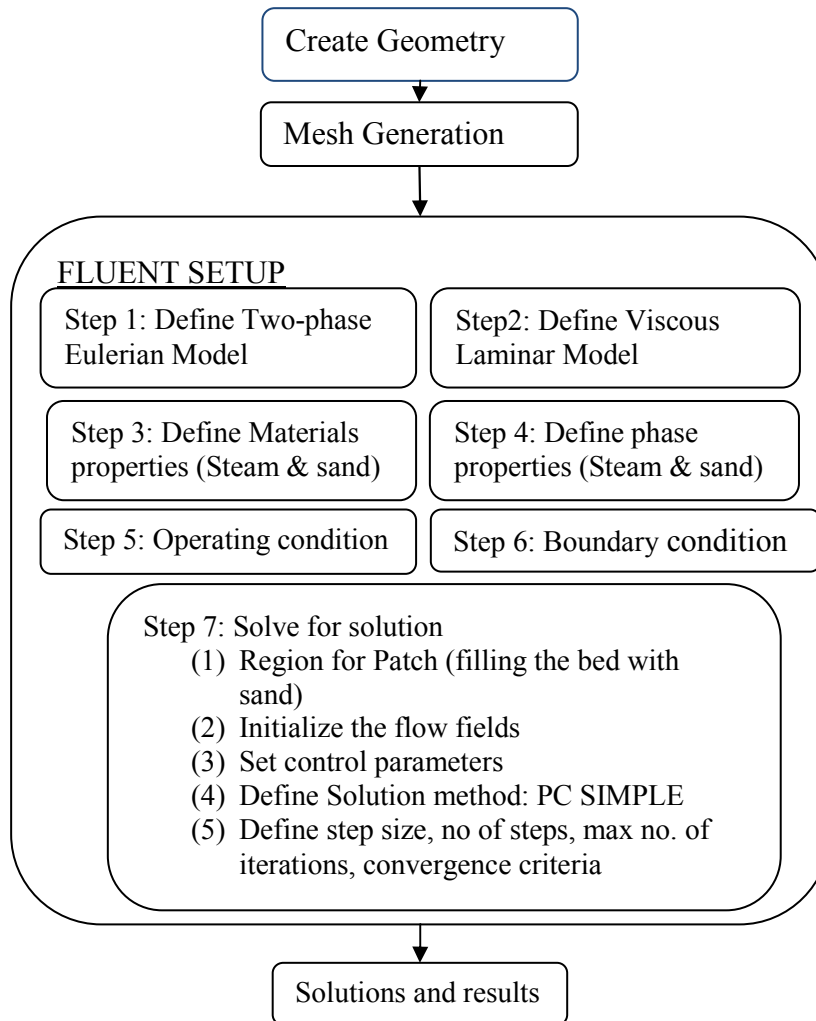 Create Geometry
Mesh Generation
FLUENT SETUP
Step 1: Define Two-phase
Eulerian Model
Step2: Define Viscous
Laminar Model
Step 3: Define Materials
properties (Steam & sand)
Step 4: Define phase
properties (Steam & sand)
Step 5: Operating condition
Step 6: Boundary condition
Step 7: Solve for solution
(1) Region for Patch (filling the bed with
sand)
(2) Initialize the flow fields
(3) Set control parameters
(4) Define Solution method: PC SIMPLE
(5) Define step size, no of steps, max no. of
iterations, convergence criteria
Solutions and results